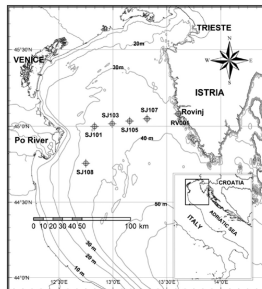 TRIESTE
20m
45°30'N
N
W
E
S
VENICE
30m
ISTRIA
SJ107
SJ103
Rovinj
RV001
SJ105
SJ101
45°0'N
Po River
40 m
SJ108
CROATIA
44°30'N
50 m
0 10 20 30 40 50
100 km
ITALY
ADRIATIC SEA
30 m
20 m
10 m
44°0'N
12°30'E
13°0'E
13°30'E
14°0'E